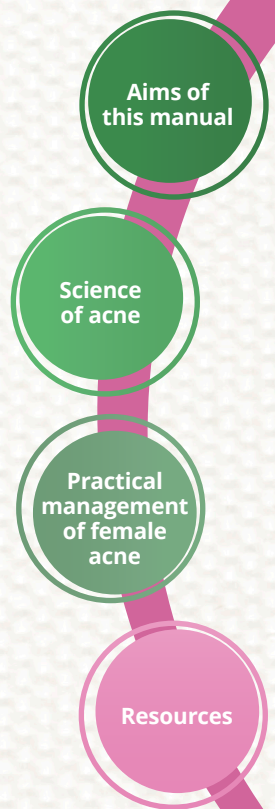 Aims of
this manual
Science
of acne
Practical
management
of female
acne
Resources